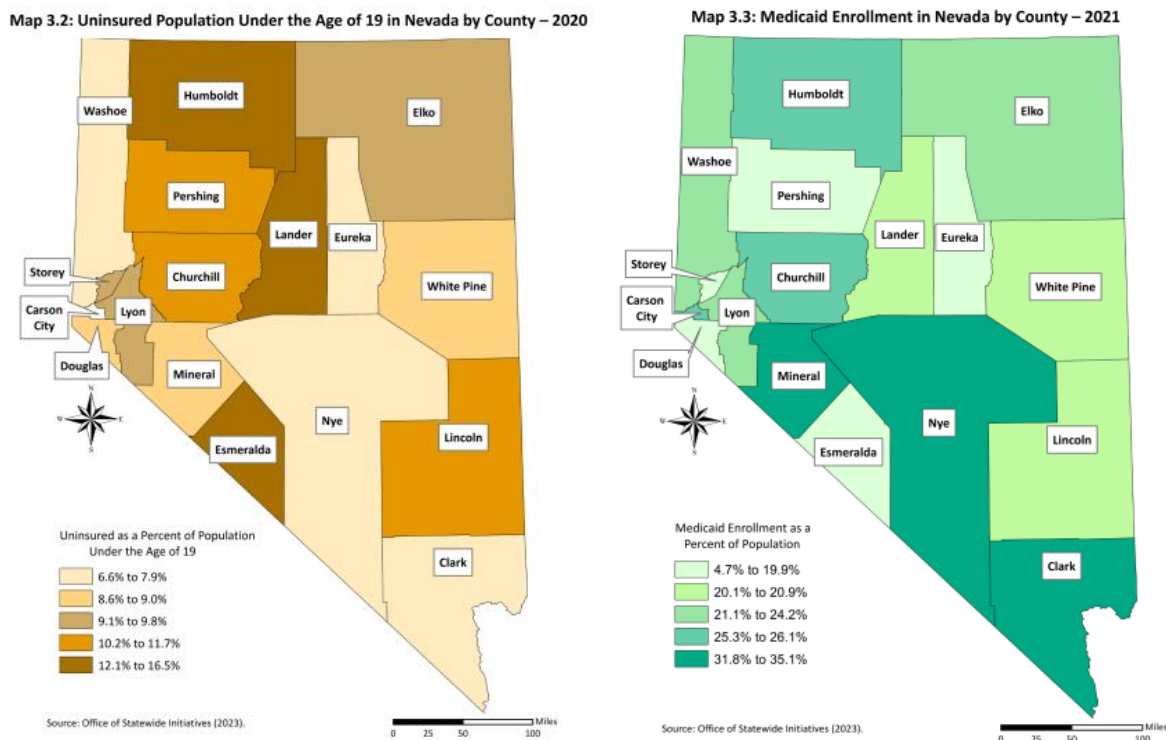 Map 3.2: Uninsured Population Under the Age of 19 in Nevada by County – 2020
Washoe
Humboldt
Elko
Pershing
Lander
Eureka
Storey
Churchill
White Pine
Carson
City
Lyon
Douglas
Mineral
N
W
E
S
Nye
Esmeralda
Lincoln
Clark
Uninsured as a Percent of Population
Under the Age of 19
6.6% to 7.9%
8.6% to 9.0%
9.1% to 9.8%
10.2% to 11.7%
12.1% to 16.5%
Source: Office of Statewide Initiatives (2023).
Miles
0 25 50 100
Map 3.3: Medicaid Enrollment in Nevada by County – 2021
Humboldt
Elko
Washoe
Pershing
Lander
Eureka
Storey
Churchill
White Pine
Carson
City
Lyon
Douglas
Mineral
N
W
E
S
Nye
Esmeralda
Lincoln
Clark
Medicaid Enrollment as a
Percent of Population
4.7% to 19.9%
20.1% to 20.9%
21.1% to 24.2%
25.3% to 26.1%
31.8% to 35.1%
Source: Office of Statewide Initiatives (2023).
Miles
0 25 50 100